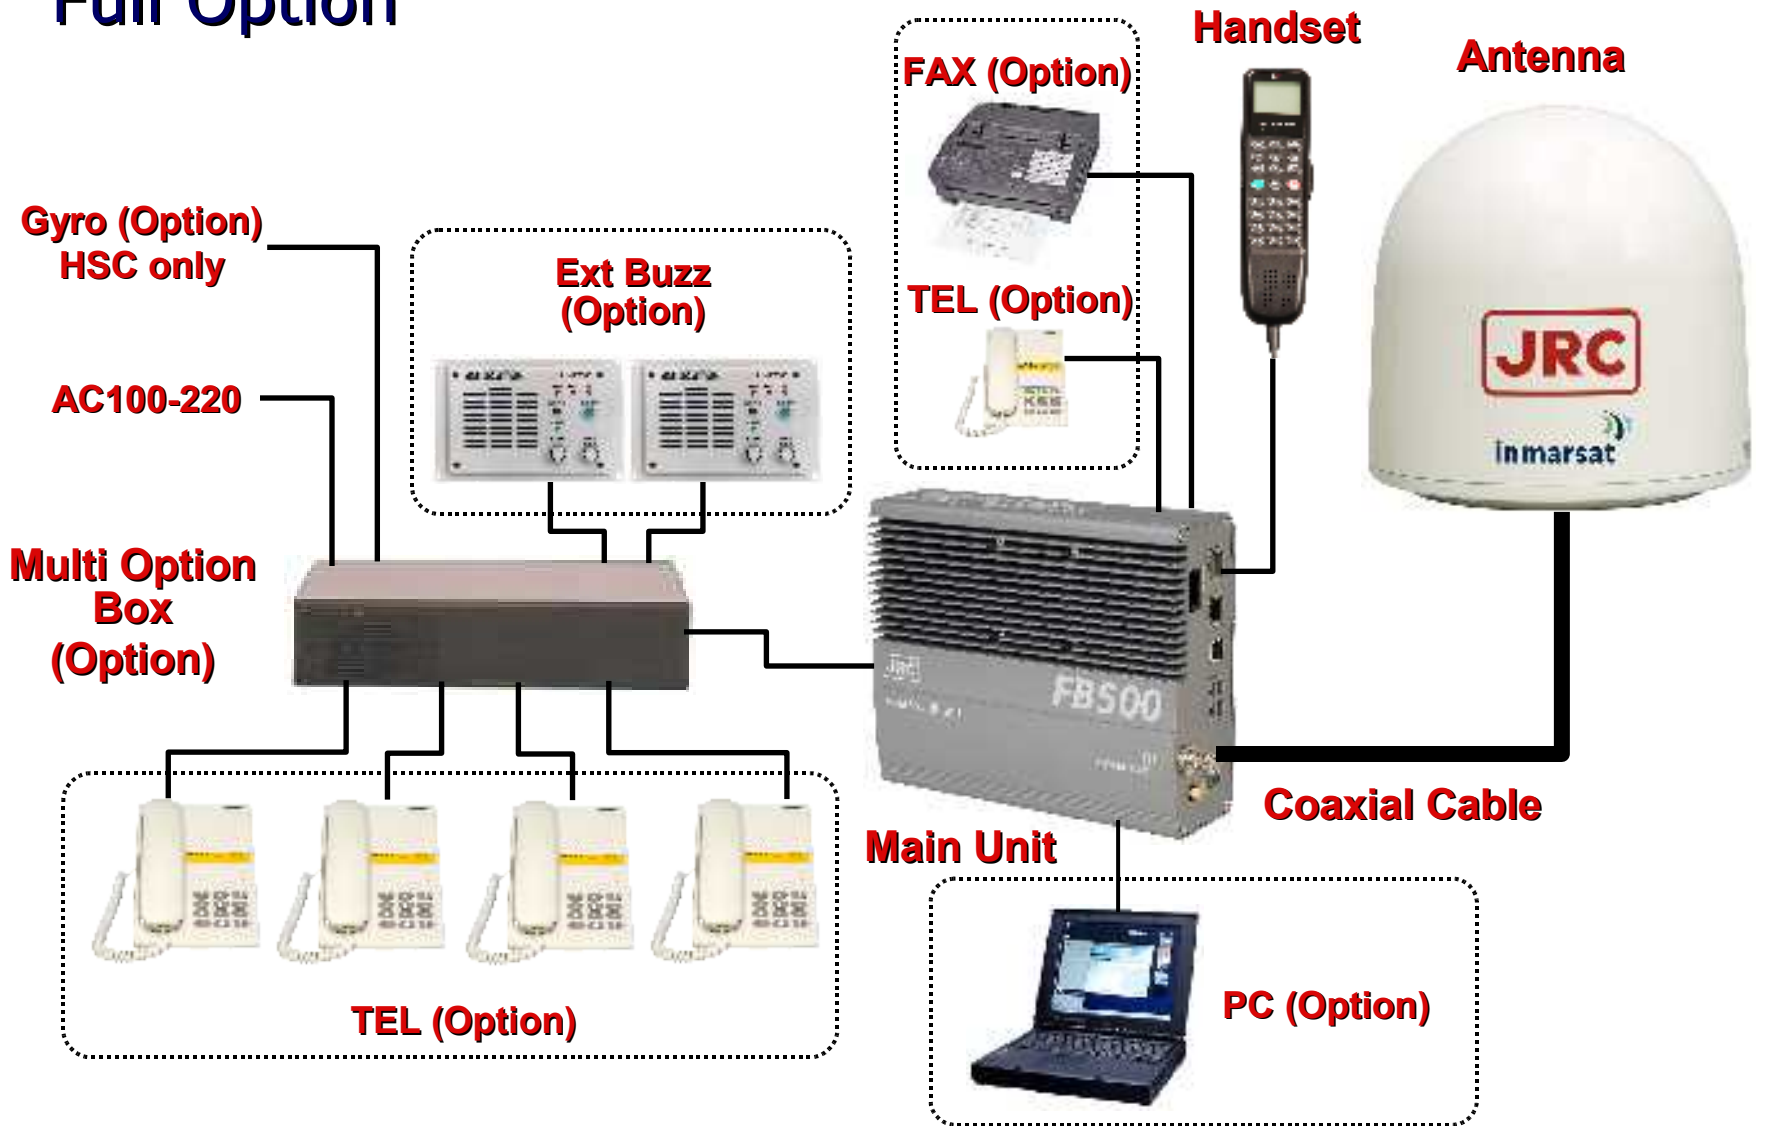 Full Option
Handset
Antenna
FAX (Option)
Gyro (Option)
HSC only
Ext Buzz
(Option)
TEL (Option)
JRC
inmarsat
AC100-220
Multi Option
Box
(Option)
JRC
FB500
Coaxial Cable
Main Unit
TEL (Option)
PC (Option)